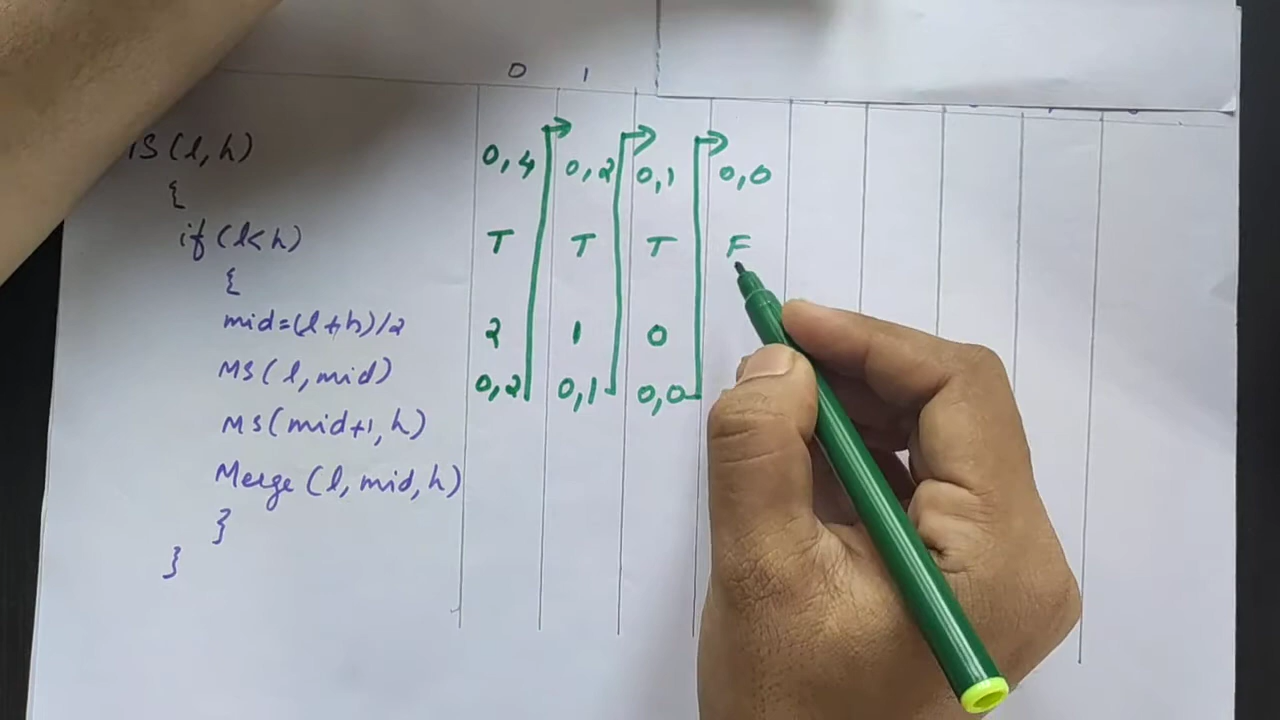 0 1
MS(l,h)
0,4 0,2 0,1 0,0
{
if(l<h)
T T T F
{
mid=(l+h)/2
2 1 0
MS(l,mid)
0,2 0,1 0,0
MS(mid+1,h)
Merge(l,mid,h)
}
}